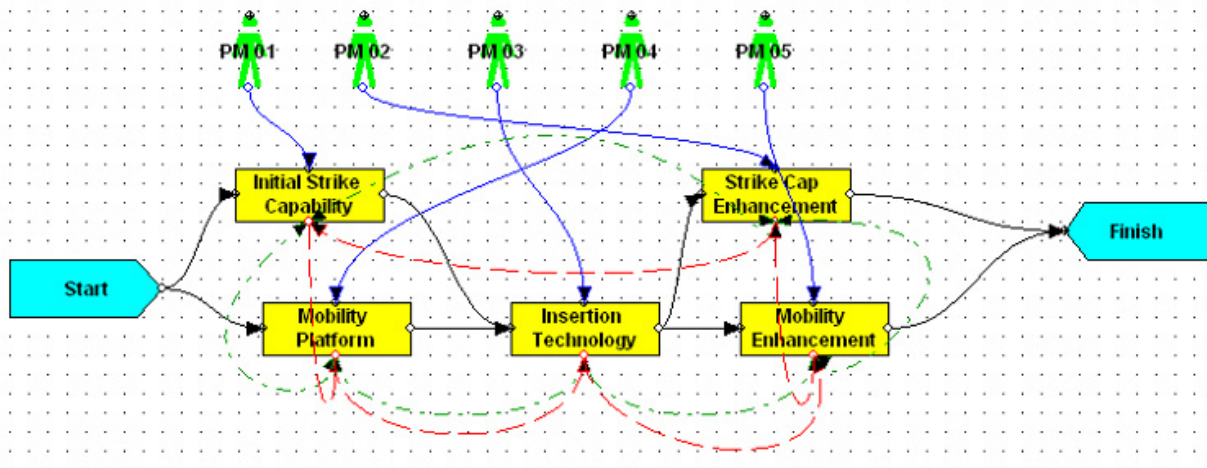 PM 01
PM 02
PM 03
PM 04
PM 05
Initial Strike
Capability
Strike Cap
Enhancement
Start
Finish
Mobility
Platform
Insertion
Technology
Mobility
Enhancement